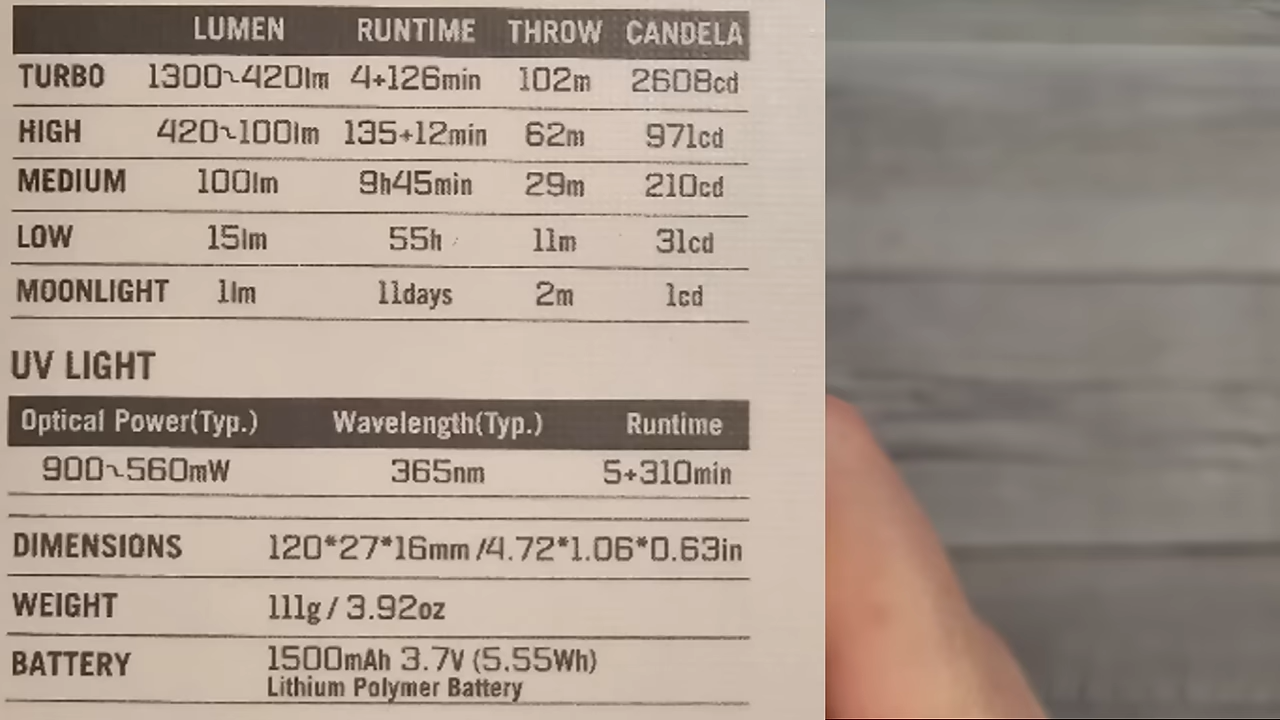 LUMEN RUNTIME THROW CANDELA
TURBO 1300~420lm 4+126min 102m 2608cd
HIGH 420~100lm 135+12min 62m 971cd
MEDIUM 100lm 9h45min 29m 210cd
LOW 15lm 55h 11m 31cd
MOONLIGHT 1lm 11days 2m 1cd
UV LIGHT
Optical Power(Typ.) Wavelength(Typ.) Runtime
900~560mW 365nm 5+310min
DIMENSIONS 120*27*16mm /4.72*1.06*0.63in
WEIGHT 111g / 3.92oz
BATTERY 1500mAh 3.7V (5.55Wh)
Lithium Polymer Battery